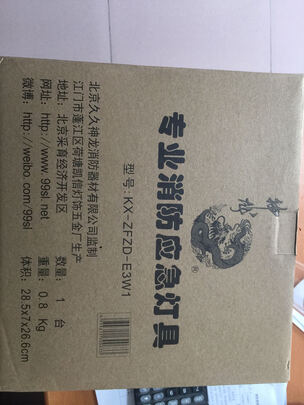 神龙
®
专业消防应急灯具
型号:KX-ZFZD-E3W1
北京久久神龙消防器材有限公司监制
江门市蓬江区荷塘凯信灯饰五金厂生产
地址:北京采育经济开发区
网址:http://www.99sl.net
微博:http://weibo.com/99sl
数量:1 台
重量:0.8 Kg
体积:28.5x7x26.6cm